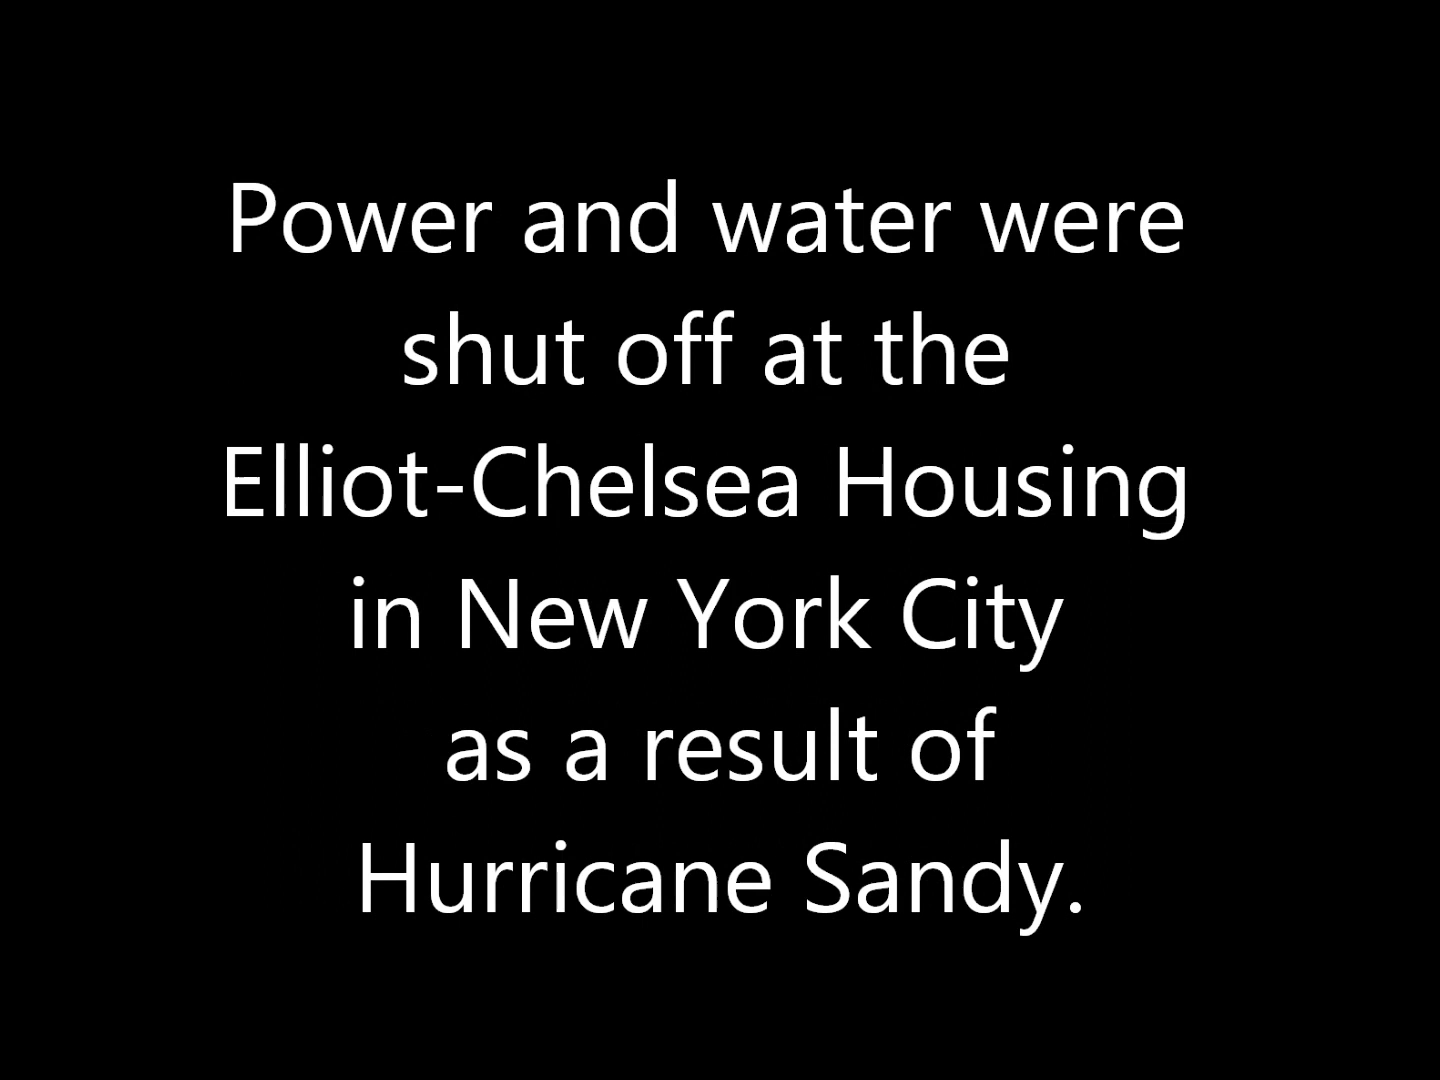 Power and water were
shut off at the
Elliot-Chelsea Housing
in New York City
as a result of
Hurricane Sandy.